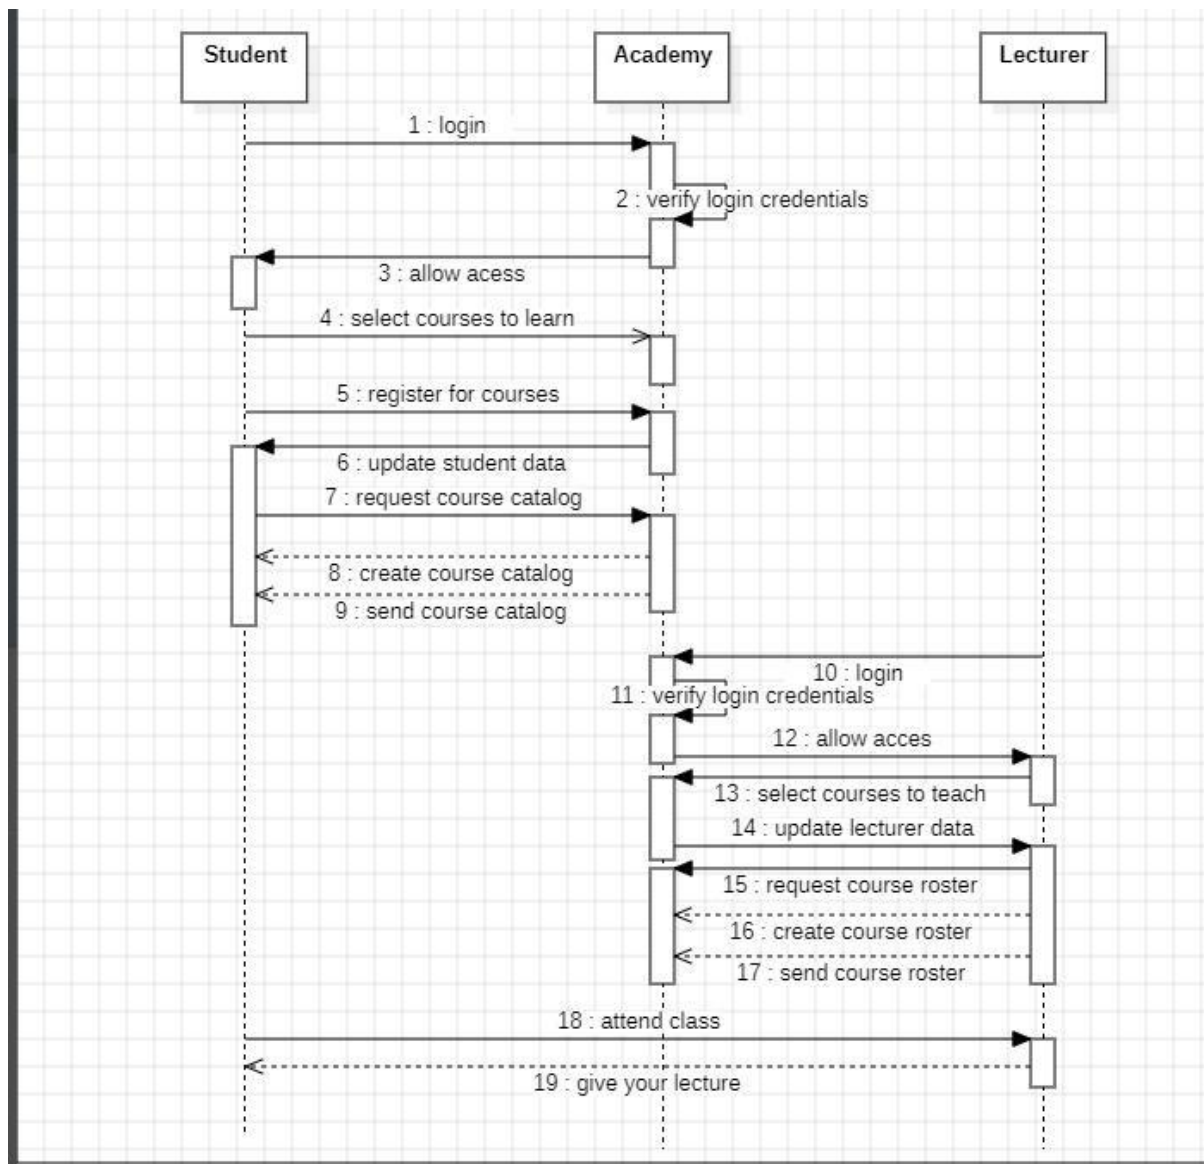 Student
Academy
Lecturer
1 : login
2 : verify login credentials
3 : allow acess
4 : select courses to learn
5 : register for courses
6 : update student data
7 : request course catalog
8 : create course catalog
9 : send course catalog
10 : login
11 : verify login credentials
12 : allow acces
13 : select courses to teach
14 : update lecturer data
15 : request course roster
16 : create course roster
17 : send course roster
18 : attend class
19 : give your lecture